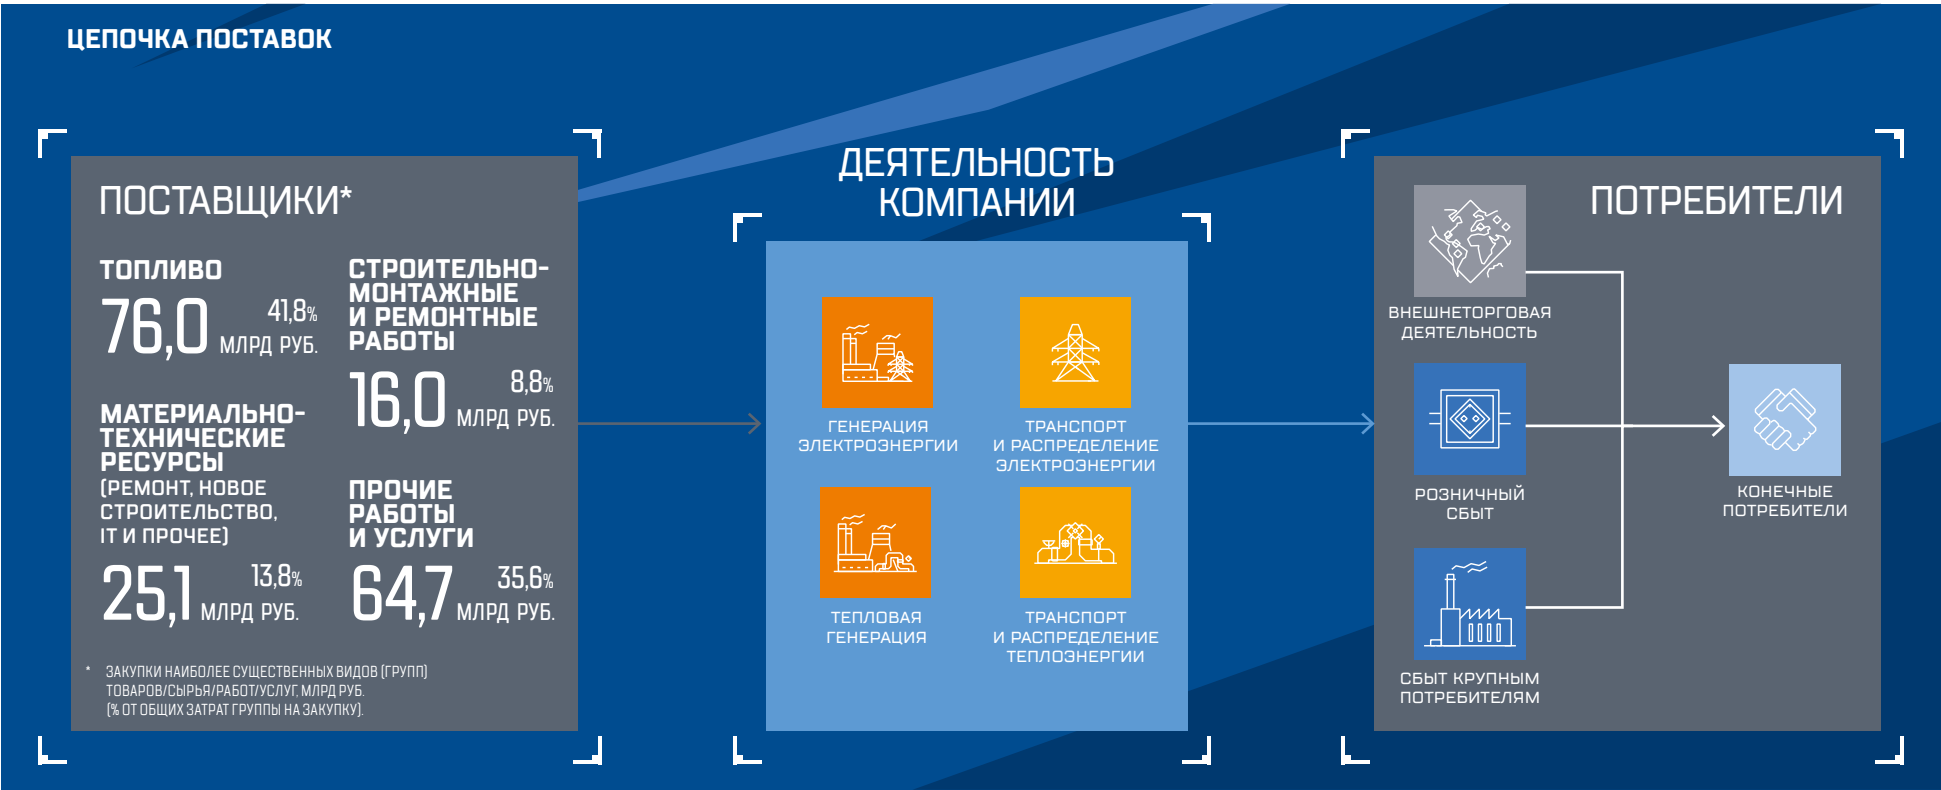 ЦЕПОЧКА ПОСТАВОК
ПОСТАВЩИКИ*
ТОПЛИВО
76,0
41,8%
МЛРД РУБ.
МАТЕРИАЛЬНО-
ТЕХНИЧЕСКИЕ
РЕСУРСЫ
(РЕМОНТ, НОВОЕ
СТРОИТЕЛЬСТВО,
IT И ПРОЧЕЕ)
25,1
13,8%
МЛРД РУБ.
СТРОИТЕЛЬНО-
МОНТАЖНЫЕ
И РЕМОНТНЫЕ
РАБОТЫ
16,0
8,8%
МЛРД РУБ.
ПРОЧИЕ
РАБОТЫ
И УСЛУГИ
64,7
35,6%
МЛРД РУБ.
* ЗАКУПКИ НАИБОЛЕЕ СУЩЕСТВЕННЫХ ВИДОВ (ГРУПП)
ТОВАРОВ/СЫРЬЯ/РАБОТ/УСЛУГ, МЛРД РУБ.
(% ОТ ОБЩИХ ЗАТРАТ ГРУППЫ НА ЗАКУПКУ).
ДЕЯТЕЛЬНОСТЬ
КОМПАНИИ
ГЕНЕРАЦИЯ
ЭЛЕКТРОЭНЕРГИИ
ТРАНСПОРТ
И РАСПРЕДЕЛЕНИЕ
ЭЛЕКТРОЭНЕРГИИ
ТЕПЛОВАЯ
ГЕНЕРАЦИЯ
ТРАНСПОРТ
И РАСПРЕДЕЛЕНИЕ
ТЕПЛОЭНЕРГИИ
ПОТРЕБИТЕЛИ
ВНЕШНЕТОРГОВАЯ
ДЕЯТЕЛЬНОСТЬ
РОЗНИЧНЫЙ
СБЫТ
СБЫТ КРУПНЫМ
ПОТРЕБИТЕЛЯМ
КОНЕЧНЫЕ
ПОТРЕБИТЕЛИ